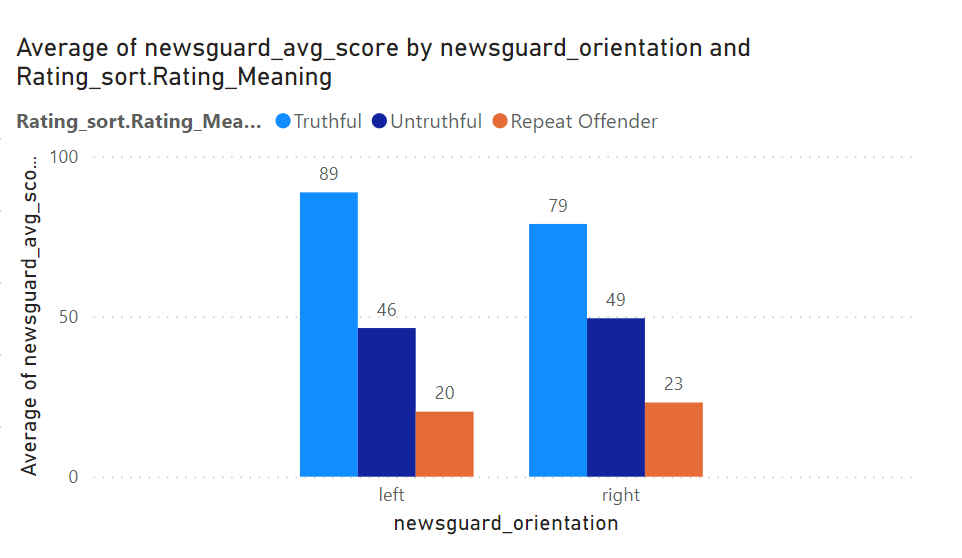 Average of newsguard_avg_score by newsguard_orientation and
Rating_sort.Rating_Meaning
Rating_sort.Rating_Mea... Truthful Untruthful Repeat Offender
Average of newsguard_avg_sco...
100
50
0
89
46
20
79
49
23
left
right
newsguard_orientation